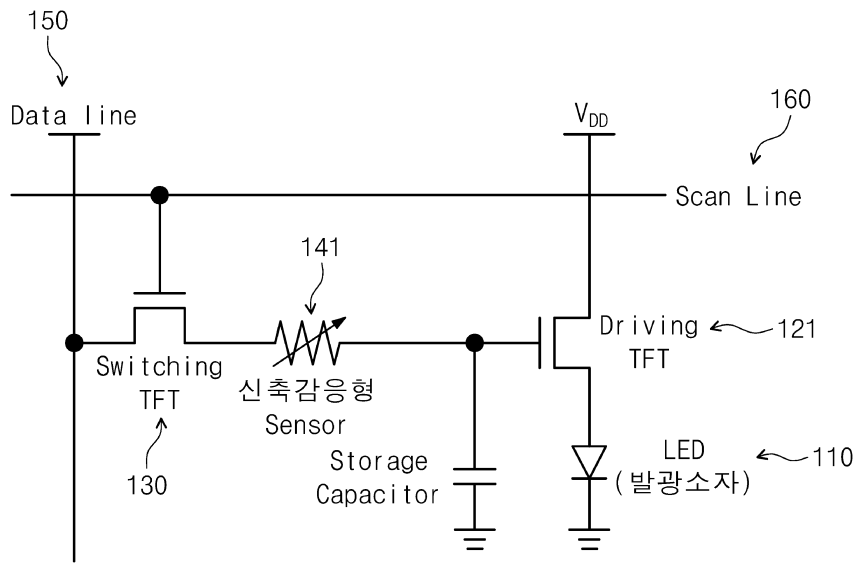 150
Data line
V_DD
160
Scan Line
141
Switching
TFT
130
신축감응형
Sensor
Driving
TFT
121
Storage
Capacitor
LED
(발광소자)
110